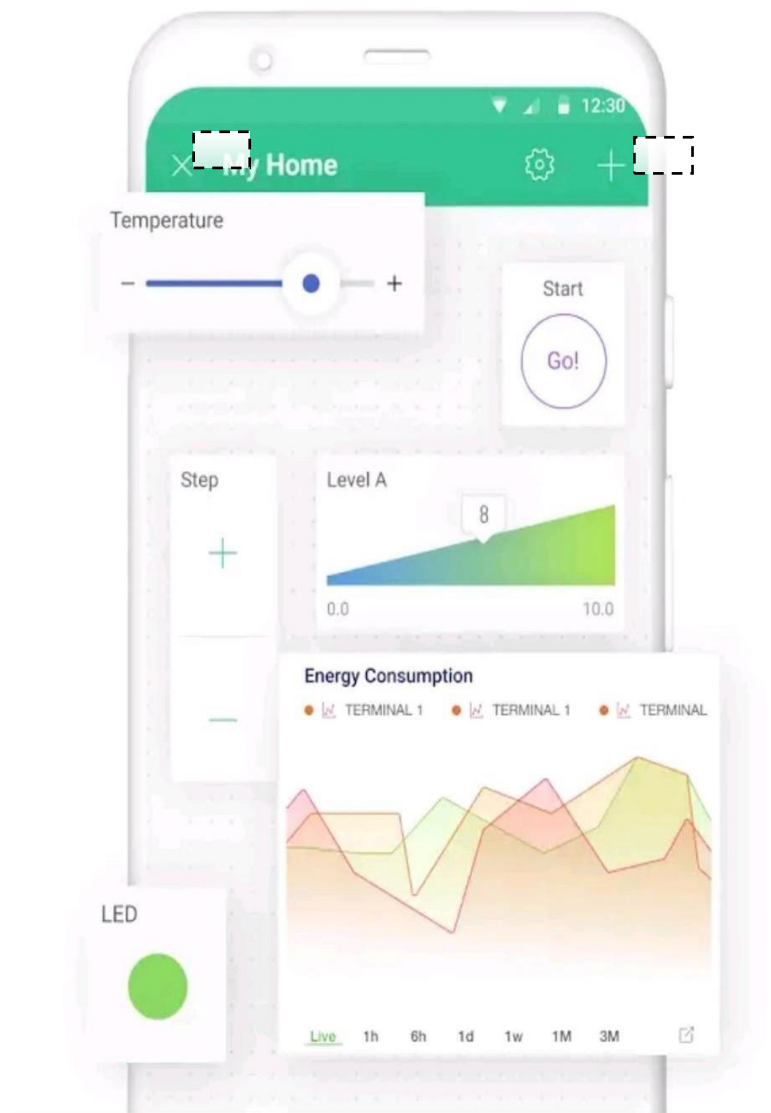 12:30
My Home
Temperature
− +
Start
Go!
Step
+
−
Level A
8
0.0 10.0
Energy Consumption
TERMINAL 1 TERMINAL 1 TERMINAL
Live 1h 6h 1d 1w 1M 3M
LED